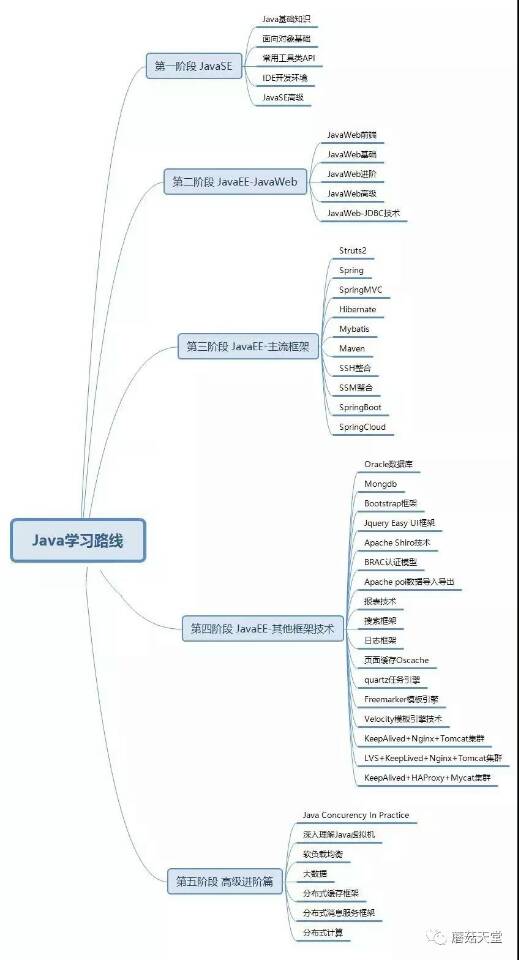 Java学习路线
第一阶段 JavaSE
Java基础知识
面向对象基础
常用工具类API
IDE开发环境
JavaSE高级
第二阶段 JavaEE-JavaWeb
JavaWeb前端
JavaWeb基础
JavaWeb进阶
JavaWeb高级
JavaWeb-JDBC技术
第三阶段 JavaEE-主流框架
Struts2
Spring
SpringMVC
Hibernate
Mybatis
Maven
SSH整合
SSM整合
SpringBoot
SpringCloud
第四阶段 JavaEE-其他框架技术
Oracle数据库
Mongdb
Bootstrap框架
Jquery Easy UI框架
Apache Shiro技术
BRAC认证模型
Apache poi数据导入导出
报表技术
搜索框架
日志框架
页面缓存Oscache
quartz任务引擎
Freemarker模板引擎
Velocity模板引擎技术
KeepAlived+Nginx+Tomcat集群
LVS+KeepLived+Nginx+Tomcat集群
KeepAlived+HAProxy+Mycat集群
第五阶段 高级进阶篇
Java Concurency In Practice
深入理解Java虚拟机
软负载均衡
大数据
分布式缓存框架
分布式消息服务框架
分布式计算
蘑菇天堂